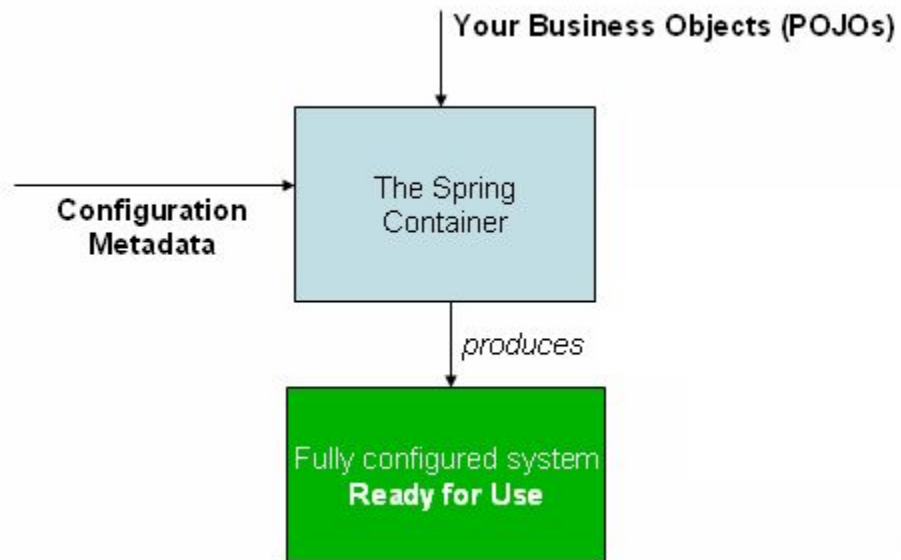 Your Business Objects (POJOs)
The Spring
Container
Configuration
Metadata
produces
Fully configured system
Ready for Use